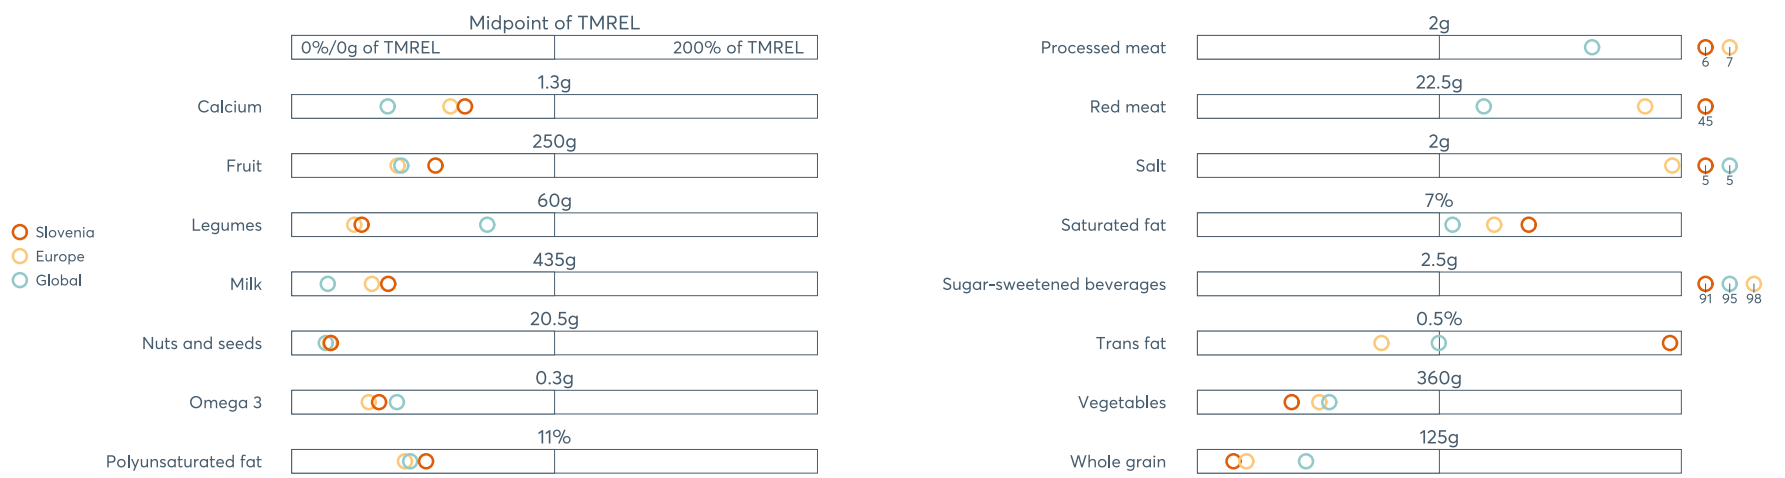 Midpoint of TMREL
0%/0g of TMREL 200% of TMREL
1.3g
Calcium
250g
Fruit
60g
Legumes
435g
Milk
20.5g
Nuts and seeds
0.3g
Omega 3
11%
Polyunsaturated fat
Slovenia
Europe
Global
2g
Processed meat
6 7
22.5g
Red meat
45
2g
Salt
5 5
7%
Saturated fat
2.5g
Sugar-sweetened beverages
91 95 98
0.5%
Trans fat
360g
Vegetables
125g
Whole grain